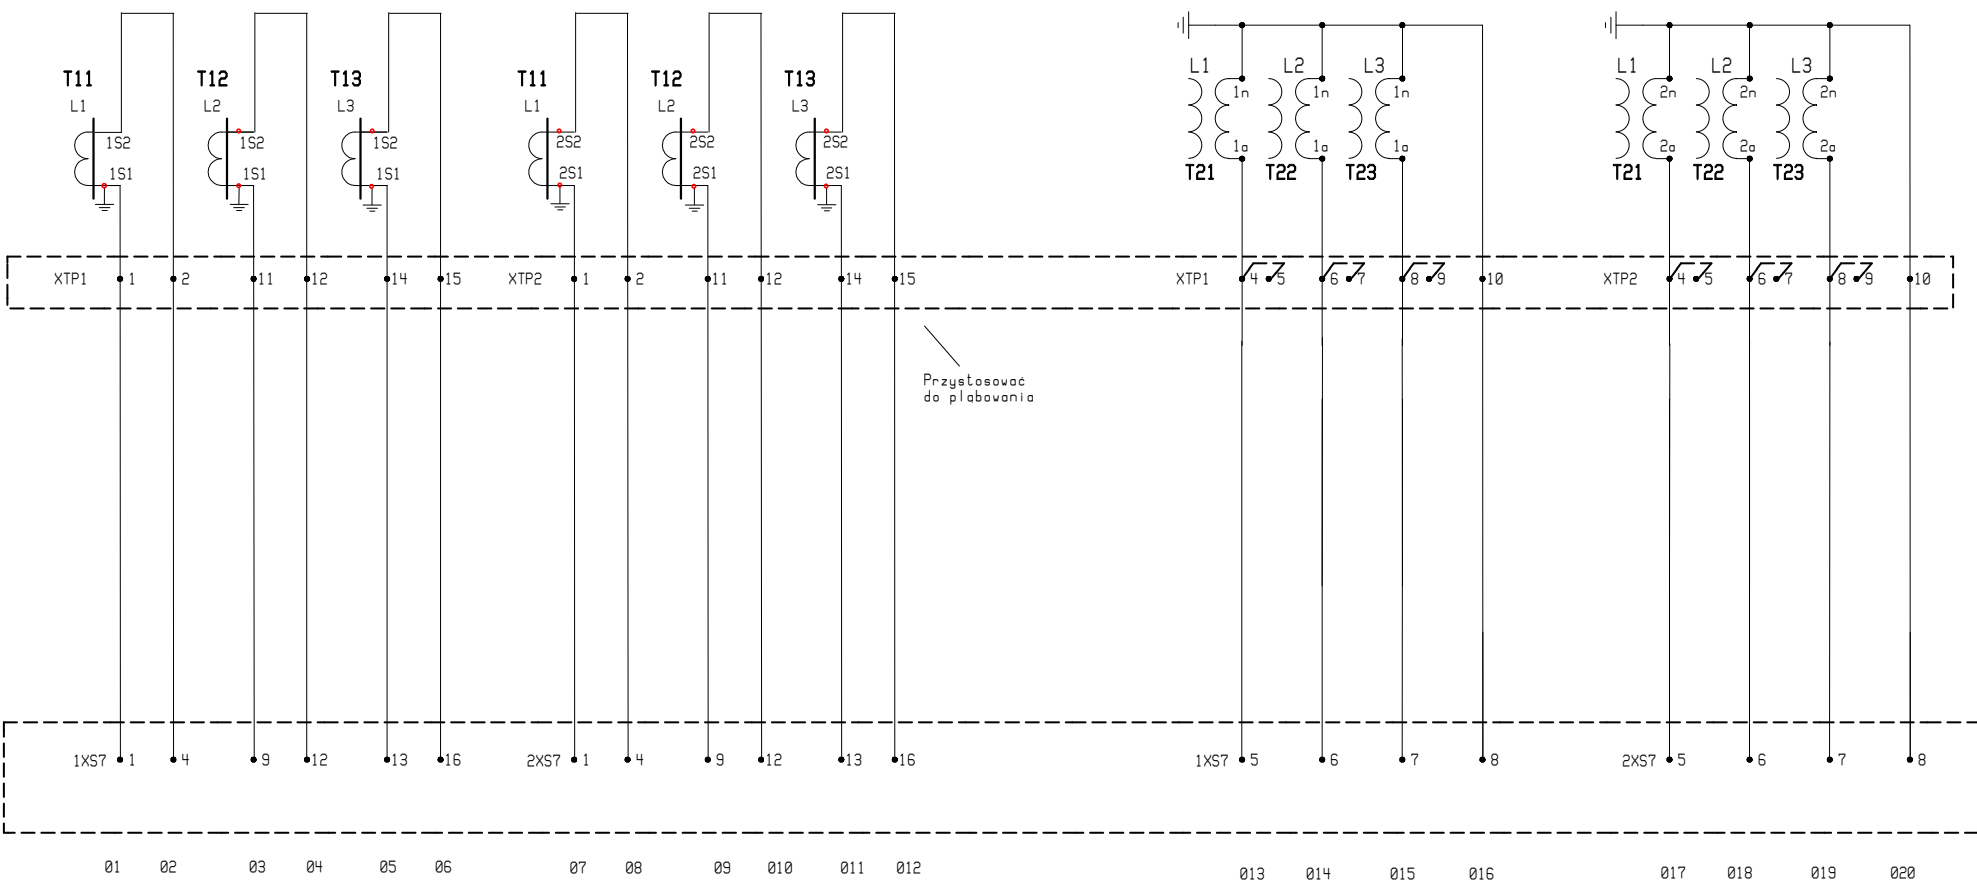 L1 L2 L3 L1 L2 L3
T11 T12 T13 T11 T12 T13
1n 1n 1n 2n 2n 2n
L1 L2 L3 L1 L2 L3
1S2 1S2 1S2 2S2 2S2 2S2
1a 1a 1a 2a 2a 2a
1S1 1S1 1S1 2S1 2S1 2S1
T21 T22 T23 T21 T22 T23
XTP1 1 2 11 12 14 15 XTP2 1 2 11 12 14 15 XTP1 4 5 6 7 8 9 10 XTP2 4 5 6 7 8 9 10
Przystosować
do plabowania
1XS7 1 4 9 12 13 16 2XS7 1 4 9 12 13 16 1XS7 5 6 7 8 2XS7 5 6 7 8
01 02 03 04 05 06 07 08 09 010 011 012 013 014 015 016 017 018 019 020